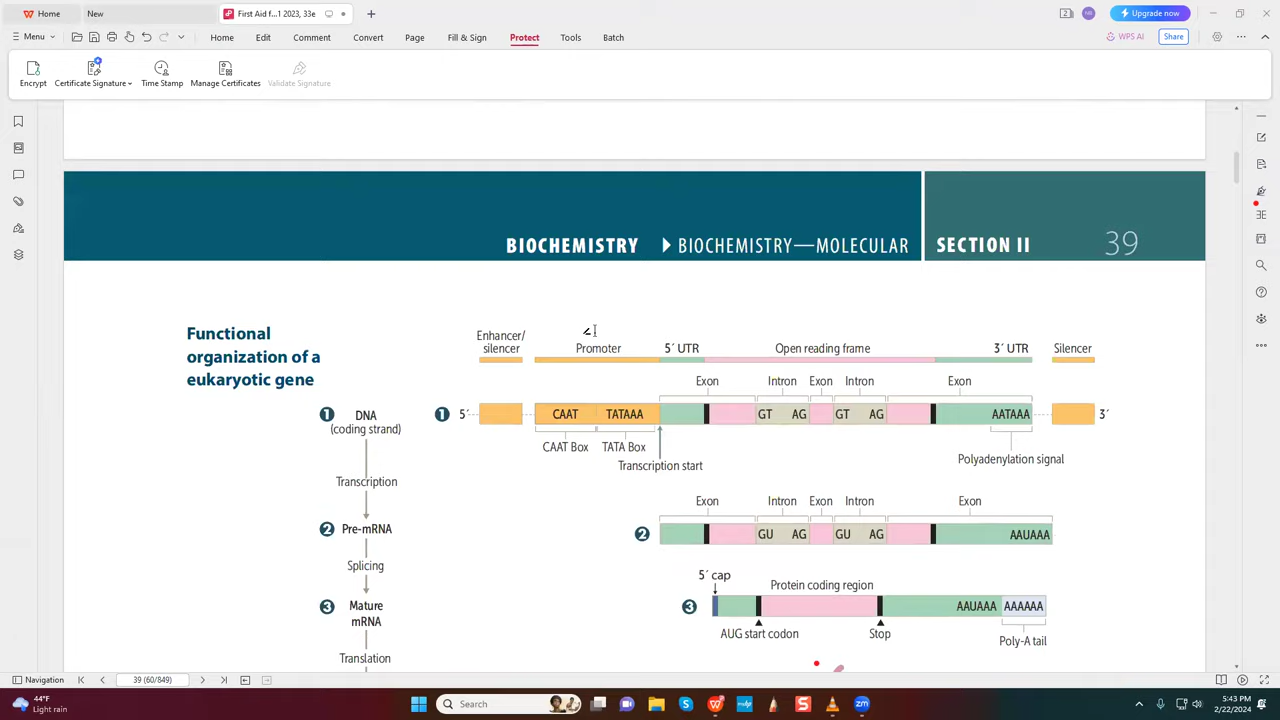 Home
New
First Aid f...1 2023, 33e
Upgrade now
Menu
Home
Edit
Comment
Convert
Page
Fill & Sign
Protect
Tools
Batch
WPS AI
Share
Encrypt
Certificate Signature
Time Stamp
Manage Certificates
Validate Signature
BIOCHEMISTRY ▶ BIOCHEMISTRY—MOLECULAR
SECTION II
39
Functional
organization of a
eukaryotic gene
Enhancer/
silencer
Promoter
5´ UTR
Open reading frame
3´ UTR
Silencer
Exon
Intron
Exon
Intron
Exon
1 DNA
(coding strand)
1 5´
CAAT
TATAAA
GT AG
GT AG
AATAAA
3´
CAAT Box
TATA Box
Polyadenylation signal
Transcription start
Transcription
Exon
Intron
Exon
Intron
Exon
2 Pre-mRNA
2
GU AG
GU AG
AAUAAA
Splicing
5´ cap
Protein coding region
3 Mature
mRNA
3
AAUAAA
AAAAAA
AUG start codon
Stop
Poly-A tail
Translation
Navigation
39 (60/849)
44°F
Light rain
Search
5:43 PM
2/22/2024